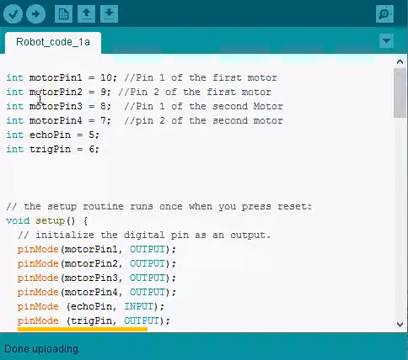 Robot_code_1a
int motorPin1 = 10; //Pin 1 of the first motor
int motorPin2 = 9; //Pin 2 of the first motor
int motorPin3 = 8; //Pin 1 of the second Motor
int motorPin4 = 7; //pin 2 of the second motor
int echoPin = 5;
int trigPin = 6;
// the setup routine runs once when you press reset:
void setup() {
// initialize the digital pin as an output.
pinMode(motorPin1, OUTPUT);
pinMode(motorPin2, OUTPUT);
pinMode(motorPin3, OUTPUT);
pinMode(motorPin4, OUTPUT);
pinMode (echoPin, INPUT);
pinMode (trigPin, OUTPUT);
Done uploading.